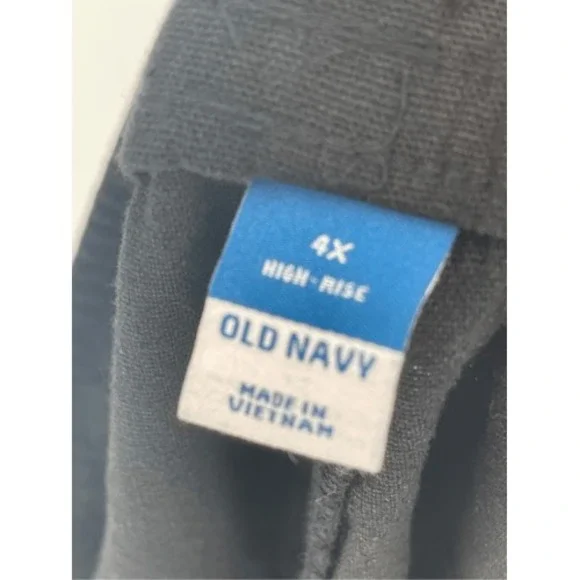 4X
HIGH-RISE
OLD NAVY
MADE IN
VIETNAM